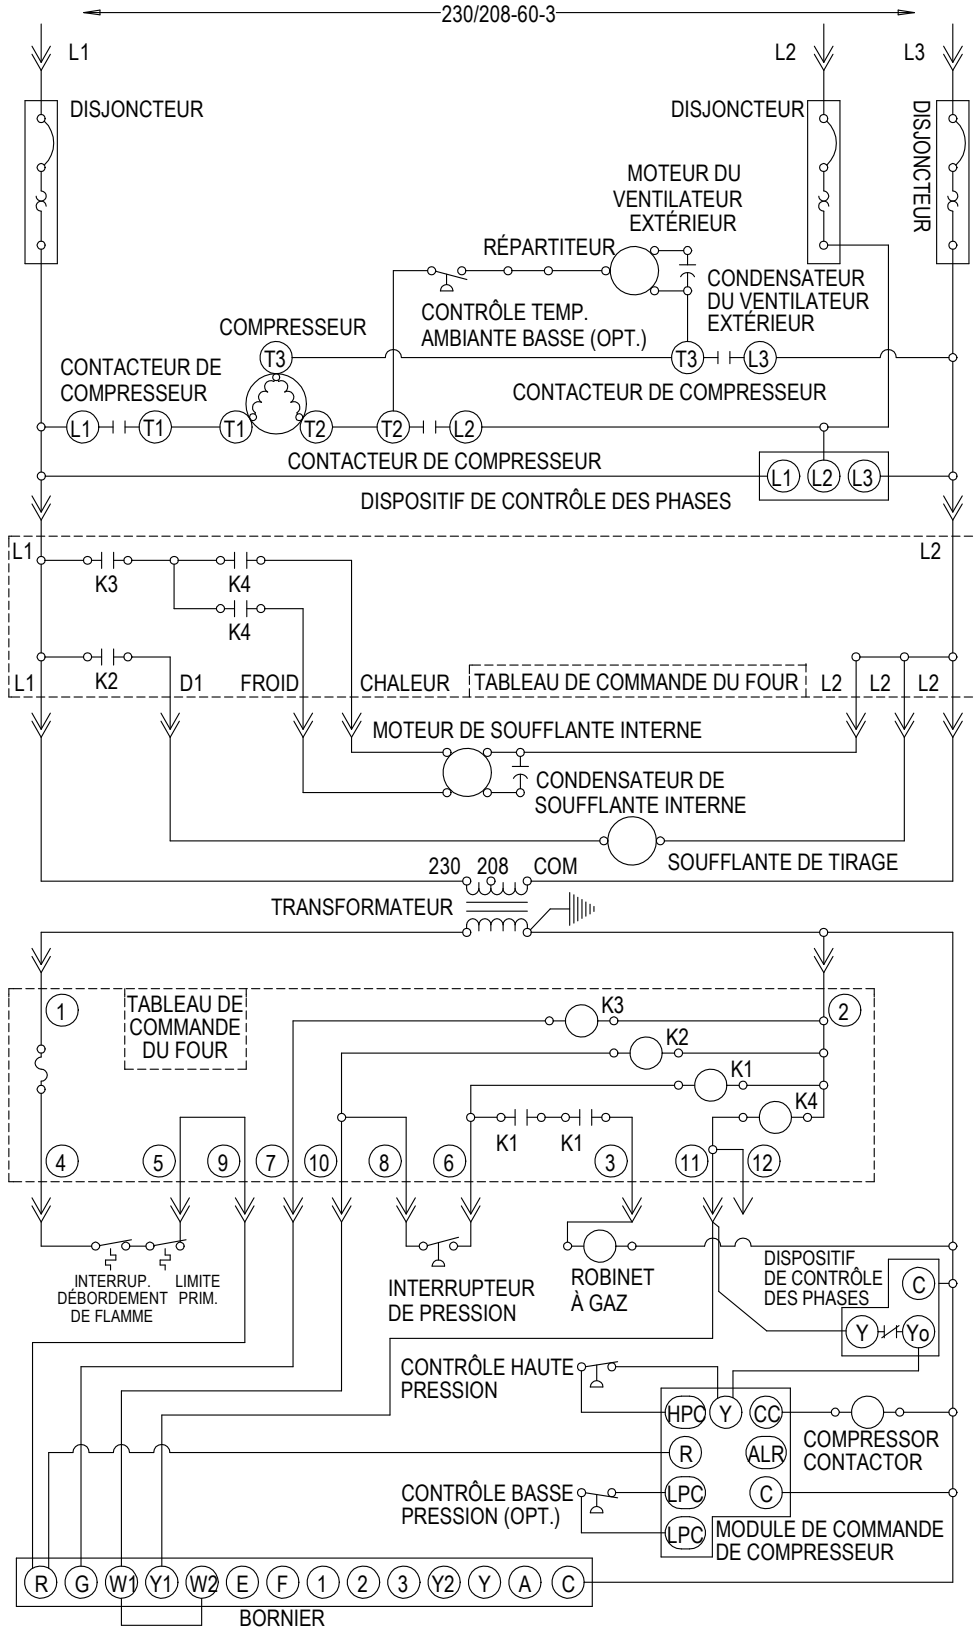 230/208-60-3
L1
L2
L3
DISJONCTEUR
DISJONCTEUR
DISJONCTEUR
MOTEUR DU
VENTILATEUR
EXTÉRIEUR
RÉPARTITEUR
CONDENSATEUR
DU VENTILATEUR
EXTÉRIEUR
CONTRÔLE TEMP.
AMBIANTE BASSE (OPT.)
COMPRESSEUR
T3
T3
L3
CONTACTEUR DE
COMPRESSEUR
CONTACTEUR DE COMPRESSEUR
L1
T1
T1
T2
T2
L2
CONTACTEUR DE COMPRESSEUR
L1
L2
L3
DISPOSITIF DE CONTRÔLE DES PHASES
L1
L2
K3
K4
K4
K2
L1
D1
FROID
CHALEUR
TABLEAU DE COMMANDE DU FOUR
L2
L2
L2
MOTEUR DE SOUFFLANTE INTERNE
CONDENSATEUR DE
SOUFFLANTE INTERNE
SOUFFLANTE DE TIRAGE
230
208
COM
TRANSFORMATEUR
1
TABLEAU DE
COMMANDE
DU FOUR
K3
2
K2
K1
K4
K1
K1
4
5
9
7
10
8
6
3
11
12
INTERRUP.
DÉBORDEMENT
DE FLAMME
LIMITE
PRIM.
INTERRUPTEUR
DE PRESSION
ROBINET
À GAZ
DISPOSITIF
DE CONTRÔLE
DES PHASES
C
Y
Yo
CONTRÔLE HAUTE
PRESSION
HPC
Y
CC
COMPRESSOR
CONTACTOR
R
ALR
CONTRÔLE BASSE
PRESSION (OPT.)
LPC
C
LPC
MODULE DE COMMANDE
DE COMPRESSEUR
R
G
W1
Y1
W2
E
F
1
2
3
Y2
Y
A
C
BORNIER